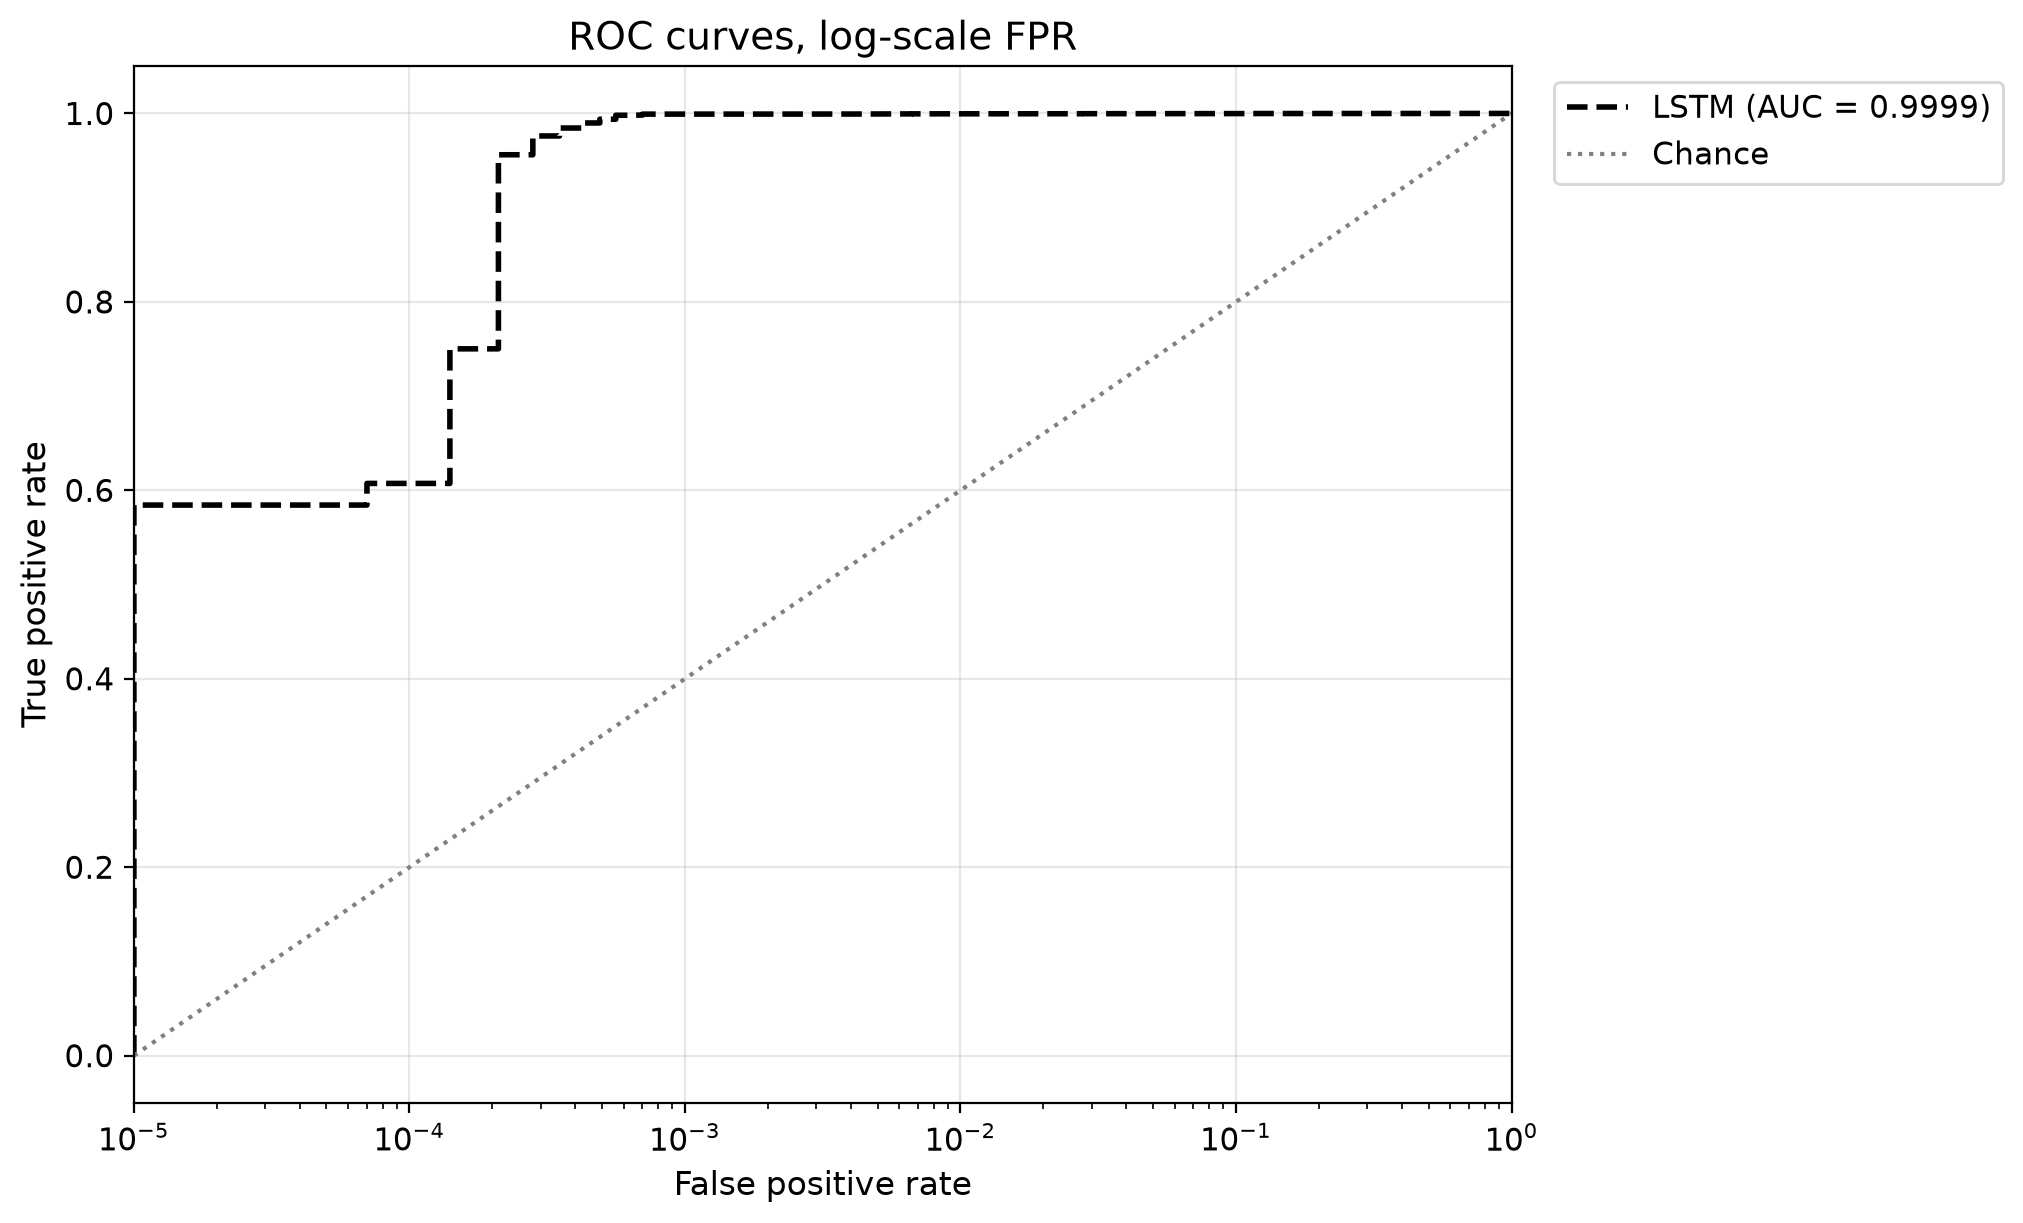 ROC curves, log-scale FPR
1.0
0.8
0.6
0.4
0.2
0.0
True positive rate
10⁻⁵
10⁻⁴
10⁻³
10⁻²
10⁻¹
10⁰
False positive rate
LSTM (AUC = 0.9999)
Chance